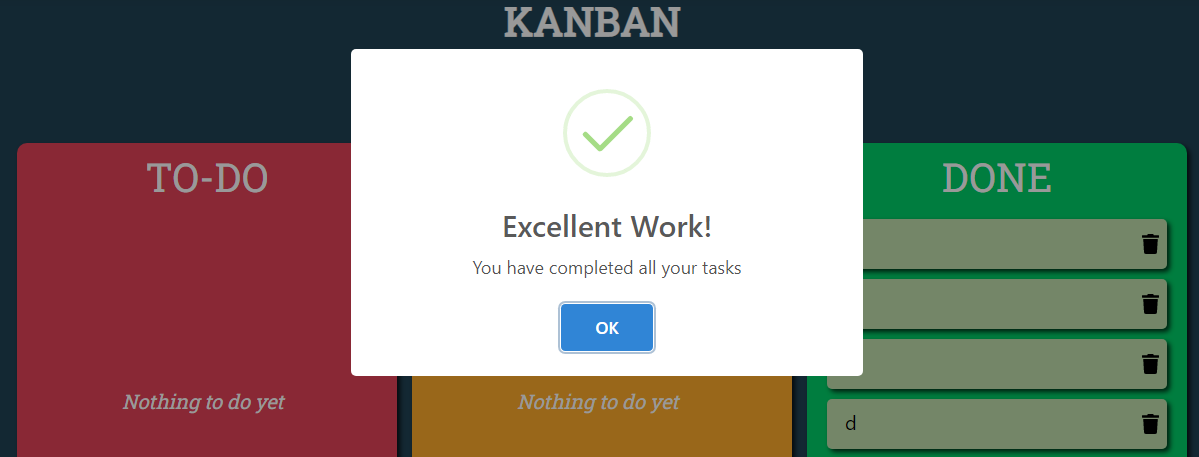 KANBAN
TO-DO
Nothing to do yet
Nothing to do yet
Excellent Work!
You have completed all your tasks
OK
DONE
d